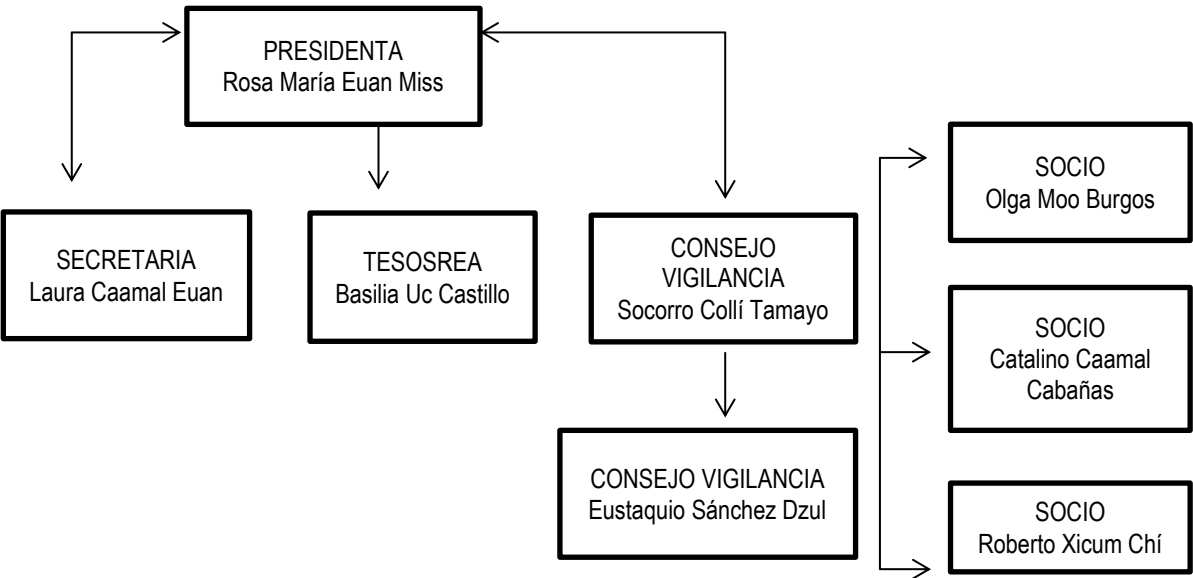 PRESIDENTA
Rosa María Euan Miss
SECRETARIA
Laura Caamal Euan
TESOSREA
Basilia Uc Castillo
CONSEJO
VIGILANCIA
Socorro Collí Tamayo
CONSEJO VIGILANCIA
Eustaquio Sánchez Dzul
SOCIO
Olga Moo Burgos
SOCIO
Catalino Caamal
Cabañas
SOCIO
Roberto Xicum Chí